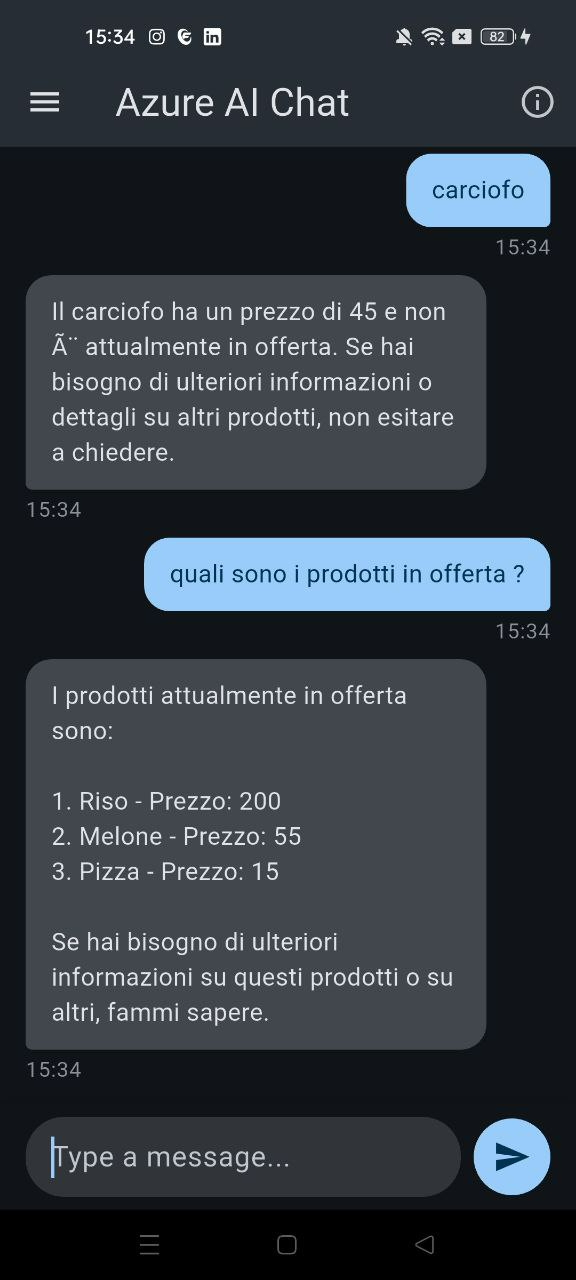 15:34
82
Azure AI Chat
carciofo
15:34
Il carciofo ha un prezzo di 45 e non
Ã¨ attualmente in offerta. Se hai
bisogno di ulteriori informazioni o
dettagli su altri prodotti, non esitare
a chiedere.
15:34
quali sono i prodotti in offerta ?
15:34
I prodotti attualmente in offerta
sono:
1. Riso - Prezzo: 200
2. Melone - Prezzo: 55
3. Pizza - Prezzo: 15
Se hai bisogno di ulteriori
informazioni su questi prodotti o su
altri, fammi sapere.
15:34
Type a message...